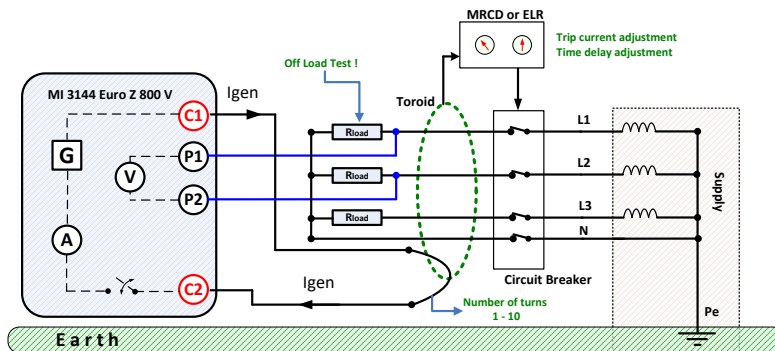 MRCD or ELR
Trip current adjustment
Time delay adjustment
Off Load Test !
MI 3144 Euro Z 800 V
Igen
Toroid
C1
G
P1
V
P2
A
C2
Rload
Rload
Rload
L1
L2
L3
N
Supply
Circuit Breaker
Igen
Number of turns
1 - 10
Pe
Earth